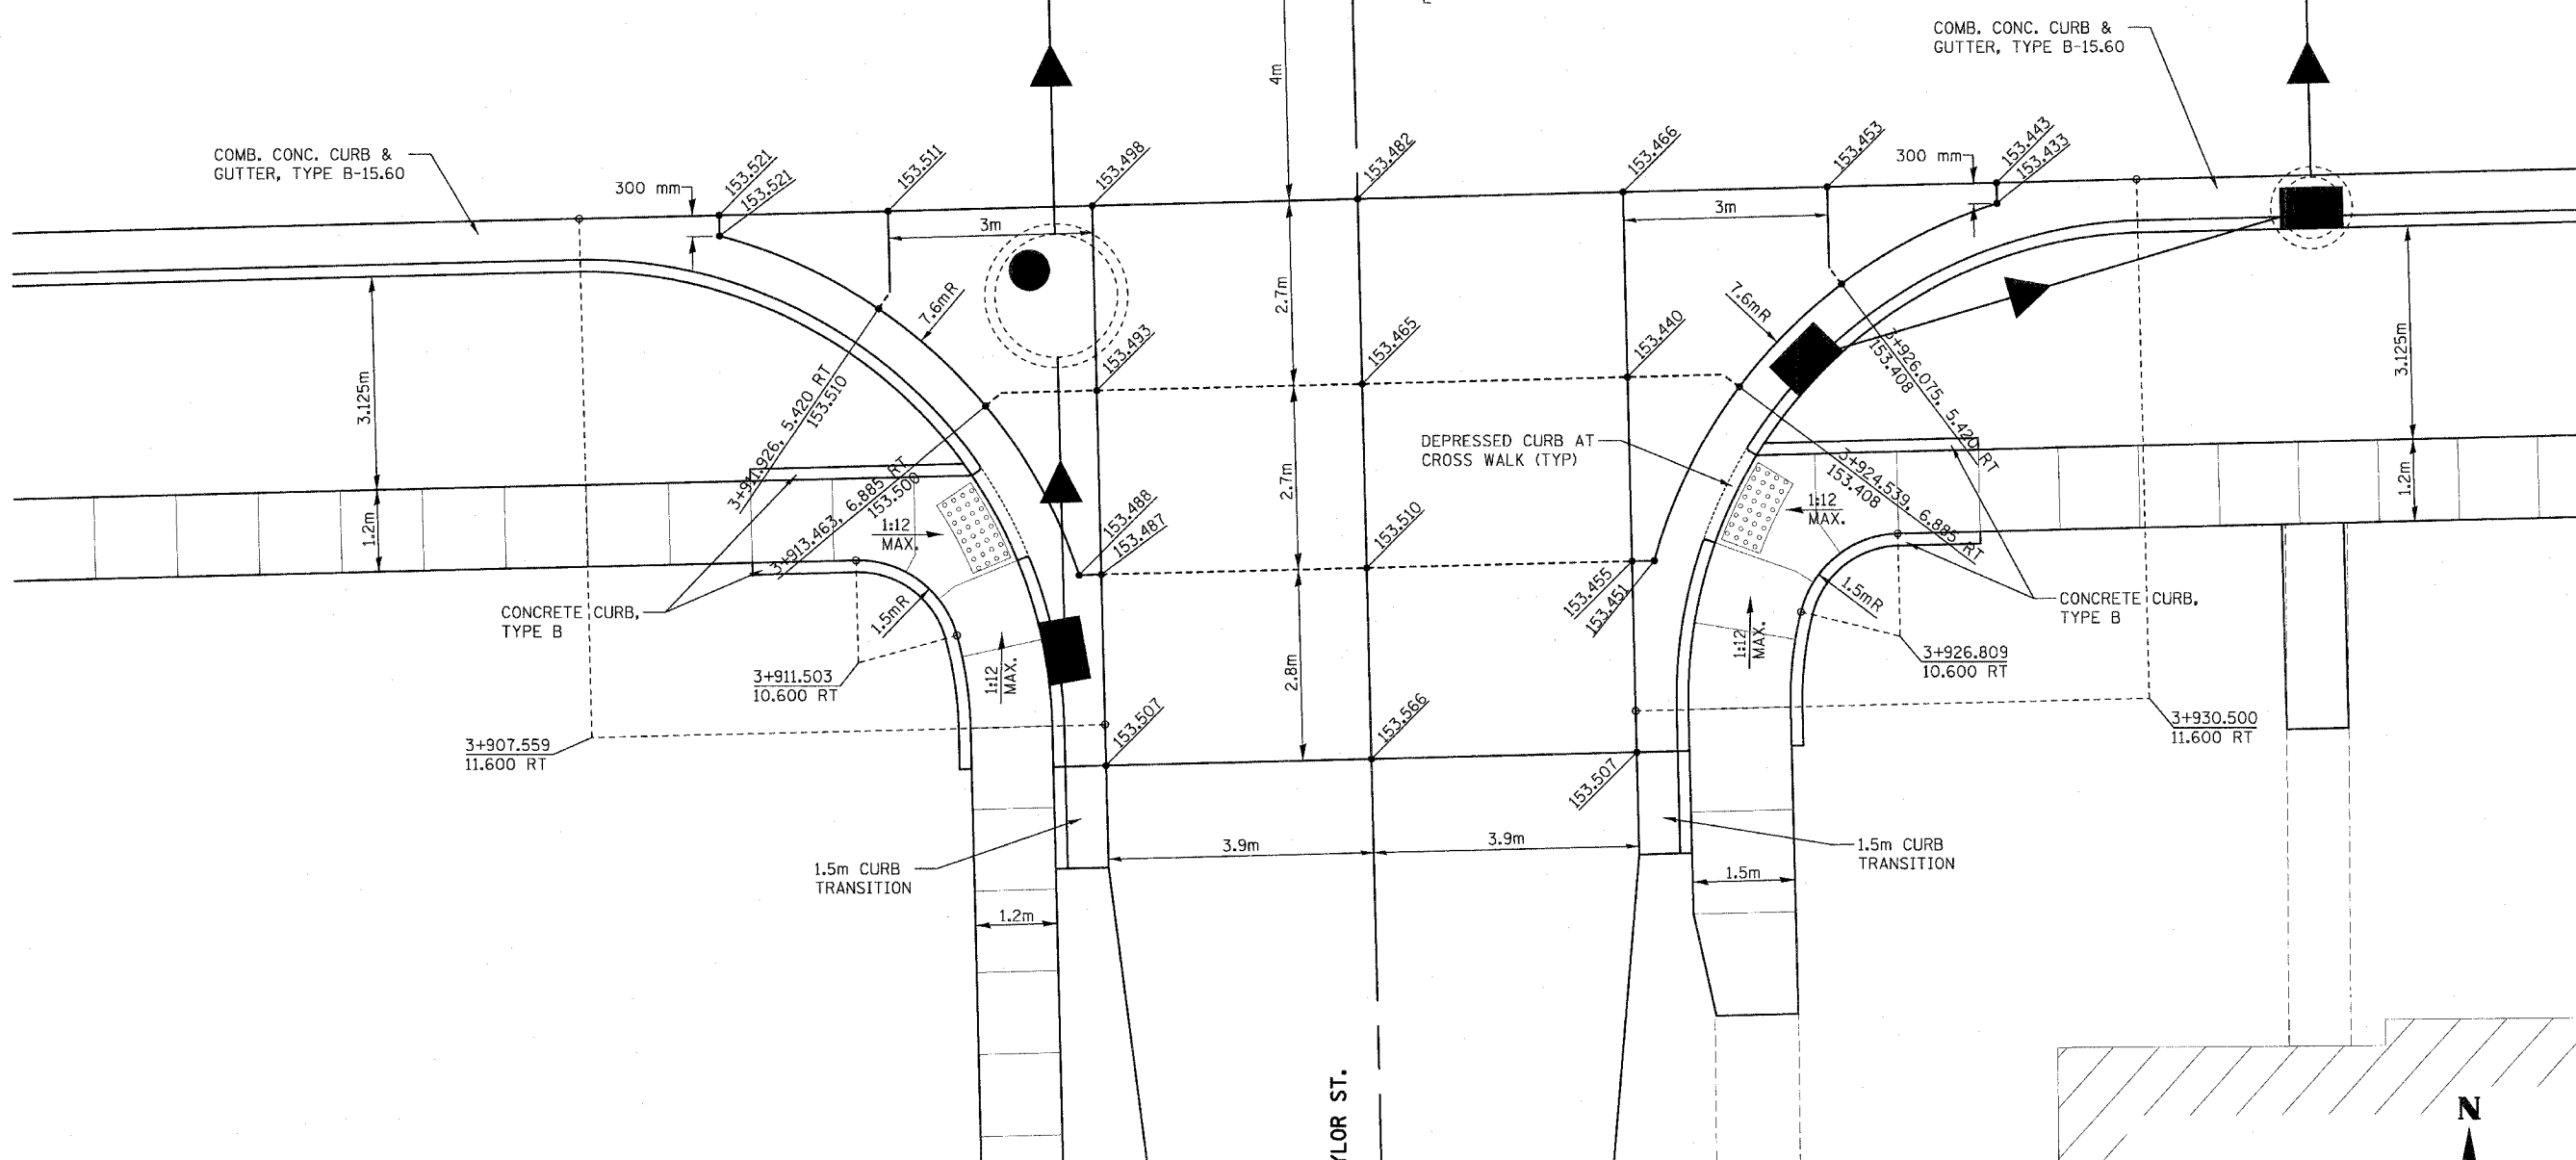 COMB. CONC. CURB &
GUTTER, TYPE B-15.60
COMB. CONC. CURB &
GUTTER, TYPE B-15.60
4m
300 mm
153.521
153.521
153.511
153.498
153.482
153.466
153.453
300 mm
153.443
153.433
3m
3m
7.6mR
7.6mR
2.7m
153.493
153.465
153.440
3.125m
3.125m
3+911.926, 5.420 RT
153.510
3+926.075, 5.420 RT
153.408
3+913.463, 6.885 RT
153.500
3+924.539, 6.885 RT
153.408
DEPRESSED CURB AT
CROSS WALK (TYP)
1.2m
1.2m
1:12
MAX.
1:12
MAX.
153.488
153.487
2.7m
153.510
153.455
153.451
CONCRETE CURB,
TYPE B
1.5mR
1.5mR
CONCRETE CURB,
TYPE B
1:12
MAX.
1:12
MAX.
3+911.503
10.600 RT
3+926.809
10.600 RT
2.8m
3+907.559
11.600 RT
153.507
153.566
153.507
3+930.500
11.600 RT
3.9m
3.9m
1.5m CURB
TRANSITION
1.5m CURB
TRANSITION
1.2m
1.5m
YLOR ST.
N